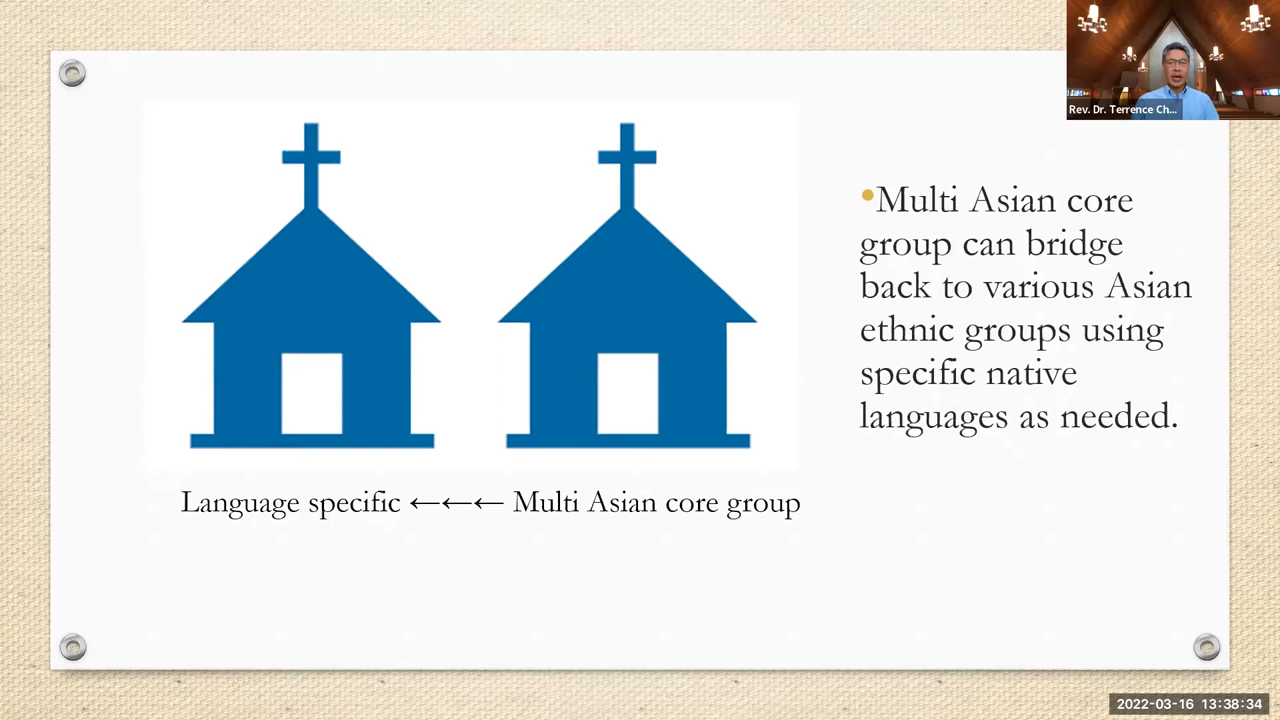 Rev. Dr. Terrence Ch...
•Multi Asian core
group can bridge
back to various Asian
ethnic groups using
specific native
languages as needed.
Language specific ←←← Multi Asian core group
2022-03-16 13:38:34